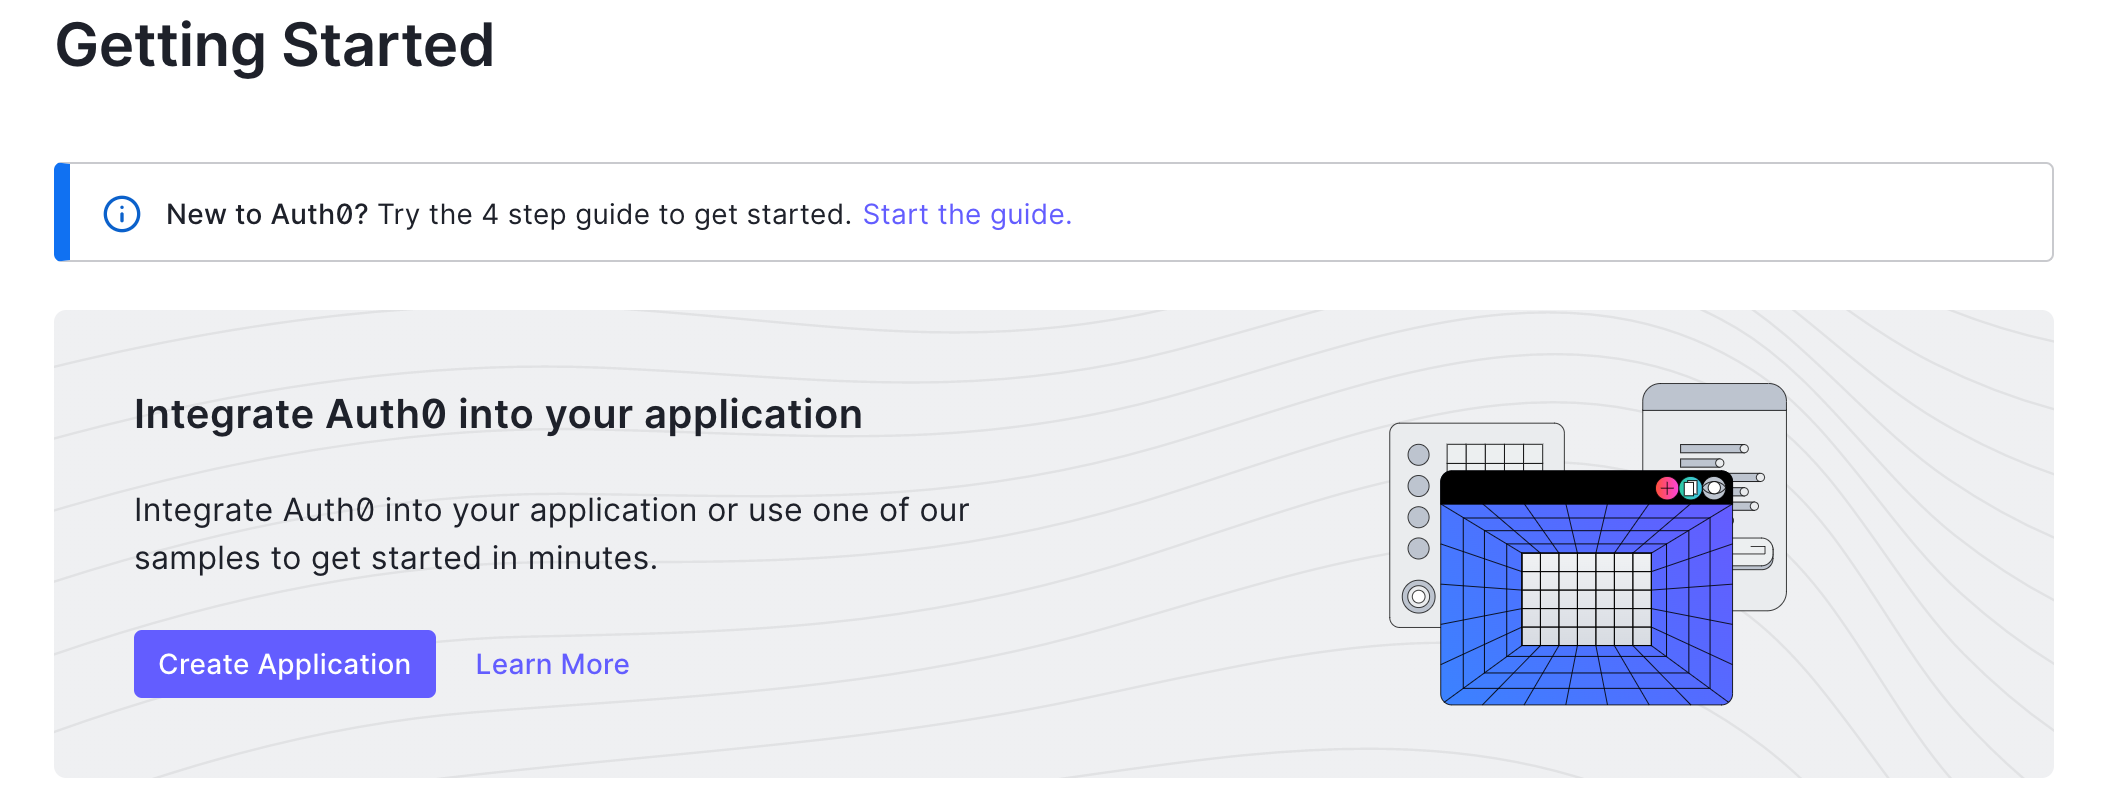 Getting Started
New to Auth0? Try the 4 step guide to get started. Start the guide.
Integrate Auth0 into your application
Integrate Auth0 into your application or use one of our
samples to get started in minutes.
Create Application Learn More